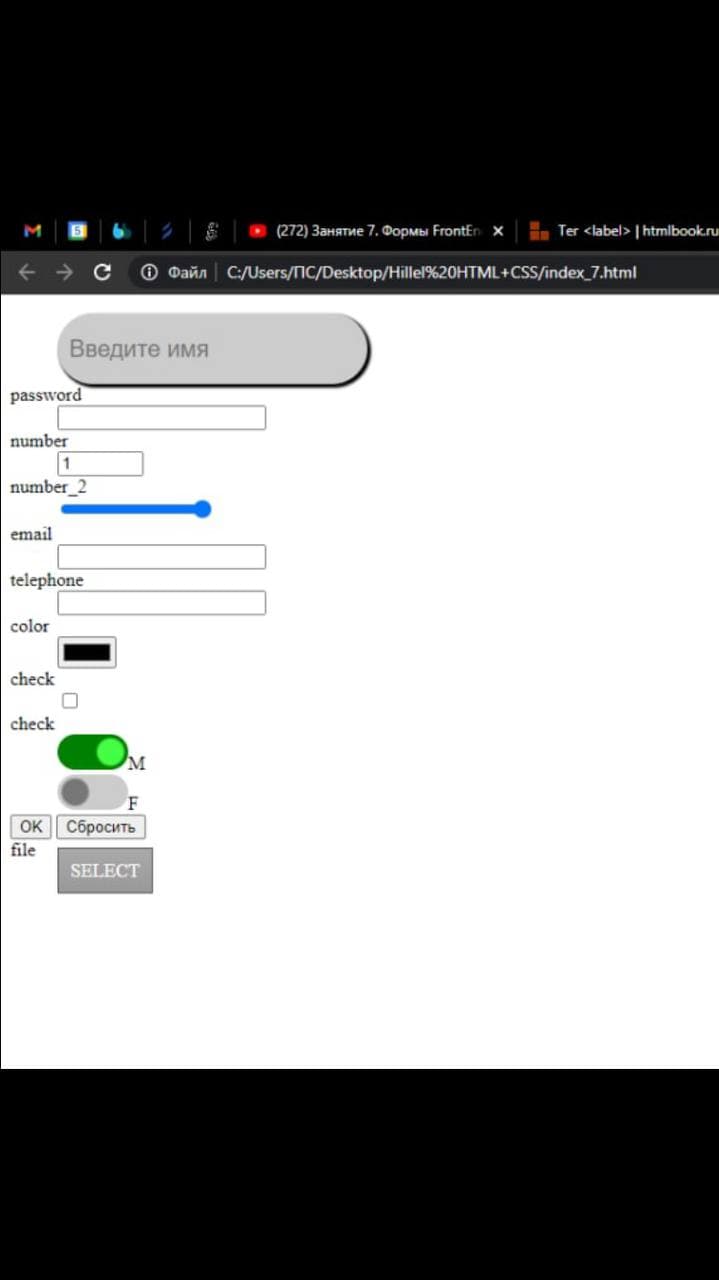 5
(272) Занятие 7. Формы FrontEn
Тег <label> | htmlbook.ru
Файл C:/Users/ПС/Desktop/Hillel%20HTML+CSS/index_7.html
Введите имя
password
number
1
number_2
email
telephone
color
check
check
M
F
OK Сбросить
file
SELECT